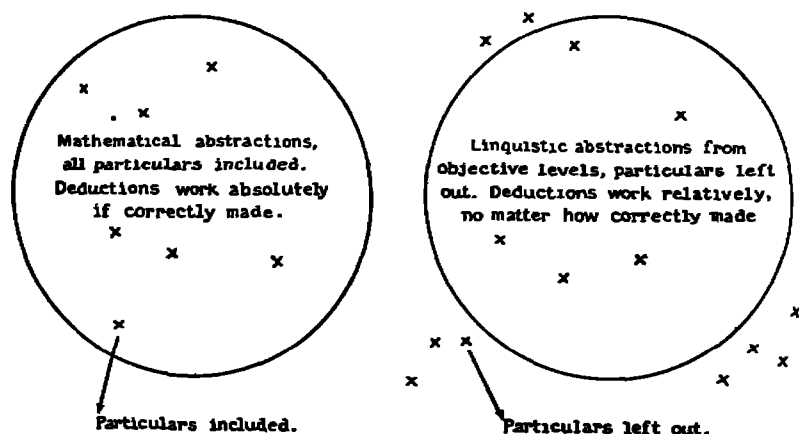 Mathematical abstractions,
all particulars included.
Deductions work absolutely
if correctly made.
Particulars included.
Linquistic abstractions from
objective levels, particulars left
out. Deductions work relatively,
no matter how correctly made
Particulars left out.